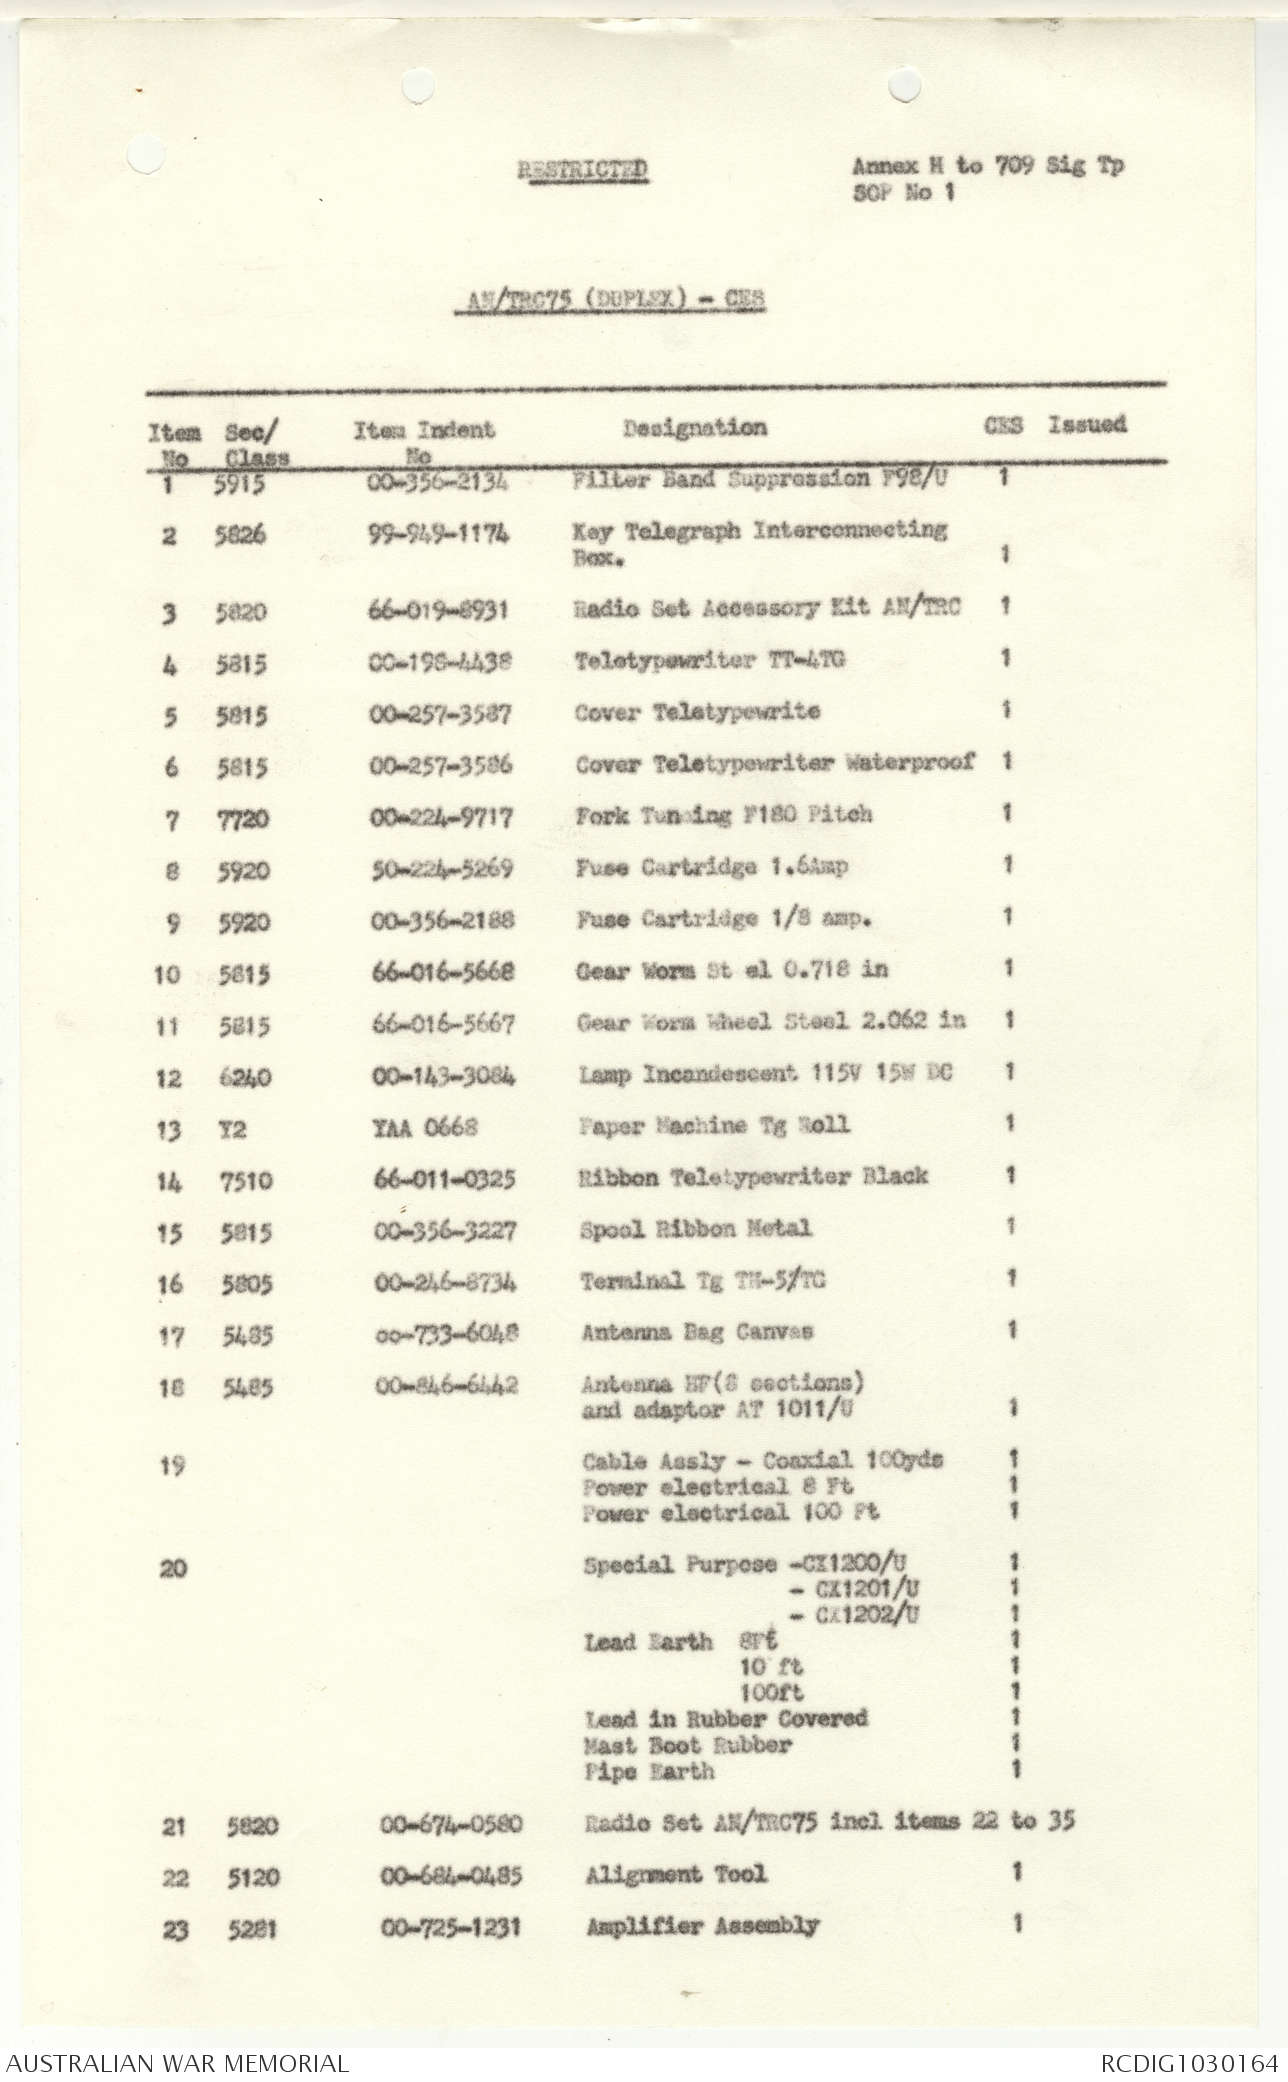 RESTRICTED
Annex H to 709 Sig Tp
SOP No 1
AN/TRC75 (DUPLEX) - CES
Item No Sec/ Class Item Indent No Designation CES Issued
1 5915 00-356-2134 Filter Band Suppression F98/U 1
2 5826 99-949-1174 Key Telegraph Interconnecting
Box. 1
3 5820 66-019-8931 Radio Set Accessory Kit AN/TRC 1
4 5815 00-198-4438 Teletypewriter TT-4TG 1
5 5815 00-257-3587 Cover Teletypewrite 1
6 5815 00-257-3586 Cover Teletypewriter Waterproof 1
7 7720 00-224-9717 Fork Tuneing F180 Pitch 1
8 5920 50-224-5269 Fuse Cartridge 1.6Amp 1
9 5920 00-356-2188 Fuse Cartridge 1/8 amp. 1
10 5815 66-016-5668 Gear Worm St el 0.718 in 1
11 5815 66-016-5667 Gear Worm Wheel Steel 2.062 in 1
12 6240 00-143-3084 Lamp Incandescent 115V 15W DC 1
13 Y2 YAA 0668 Paper Machine Tg Roll 1
14 7510 66-011-0325 Ribbon Teletypewriter Black 1
15 5815 00-356-3227 Spool Ribbon Metal 1
16 5805 00-246-8734 Terminal Tg TH-5/TG 1
17 5485 oo-733-6048 Antenna Bag Canvas 1
18 5485 00-846-6442 Antenna HF(8 sections)
and adaptor AT 1011/U 1
19 Cable Assly - Coaxial 100yds 1
Power electrical 8 Ft 1
Power electrical 100 Ft 1
20 Special Purpose -CX1200/U 1
- CX1201/U 1
- CX1202/U 1
Lead Earth 8Ft 1
10 ft 1
100ft 1
Lead in Rubber Covered 1
Mast Boot Rubber 1
Pipe Earth 1
21 5820 00-674-0580 Radio Set AN/TRC75 incl items 22 to 35
22 5120 00-684-0485 Alignment Tool 1
23 5281 00-725-1231 Amplifier Assembly 1
AUSTRALIAN WAR MEMORIAL
RCDIG1030164